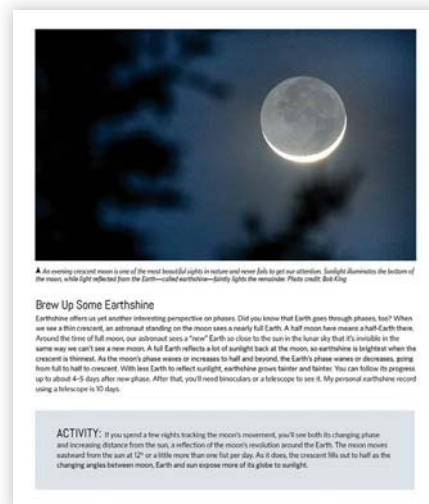 ▲ An evening crescent moon is one of the most beautiful sights in nature and never fails to get our attention. Sunlight illuminates the bottom of
the moon, while light reflected from the Earth—called earthshine—faintly lights the remainder. Photo credit: Bob King
Brew Up Some Earthshine
Earthshine offers us yet another interesting perspective on phases. Did you know that Earth goes through phases, too? When
we see a thin crescent, an astronaut standing on the moon sees a nearly full Earth. A half moon here means a half-Earth there.
Around the time of full moon, our astronaut sees a "new" Earth so close to the sun in the lunar sky that it's invisible in the
same way we can't see a new moon. A full Earth reflects a lot of sunlight back at the moon, so earthshine is brightest when the
crescent is thinnest. As the moon's phase waxes or increases to half and beyond, the Earth's phase wanes or decreases, going
from full to half to crescent. With less Earth to reflect sunlight, earthshine grows fainter and fainter. You can follow its progress
up to about 4–5 days after new phase. After that, you'll need binoculars or a telescope to see it. My personal earthshine record
using a telescope is 10 days.
ACTIVITY: If you spend a few nights tracking the moon's movement, you'll see both its changing phase
and increasing distance from the sun, a reflection of the moon's revolution around the Earth. The moon moves
eastward from the sun at 12° or a little more than one fist per day. As it does, the crescent fills out to half as the
changing angles between moon, Earth and sun expose more of its globe to sunlight.